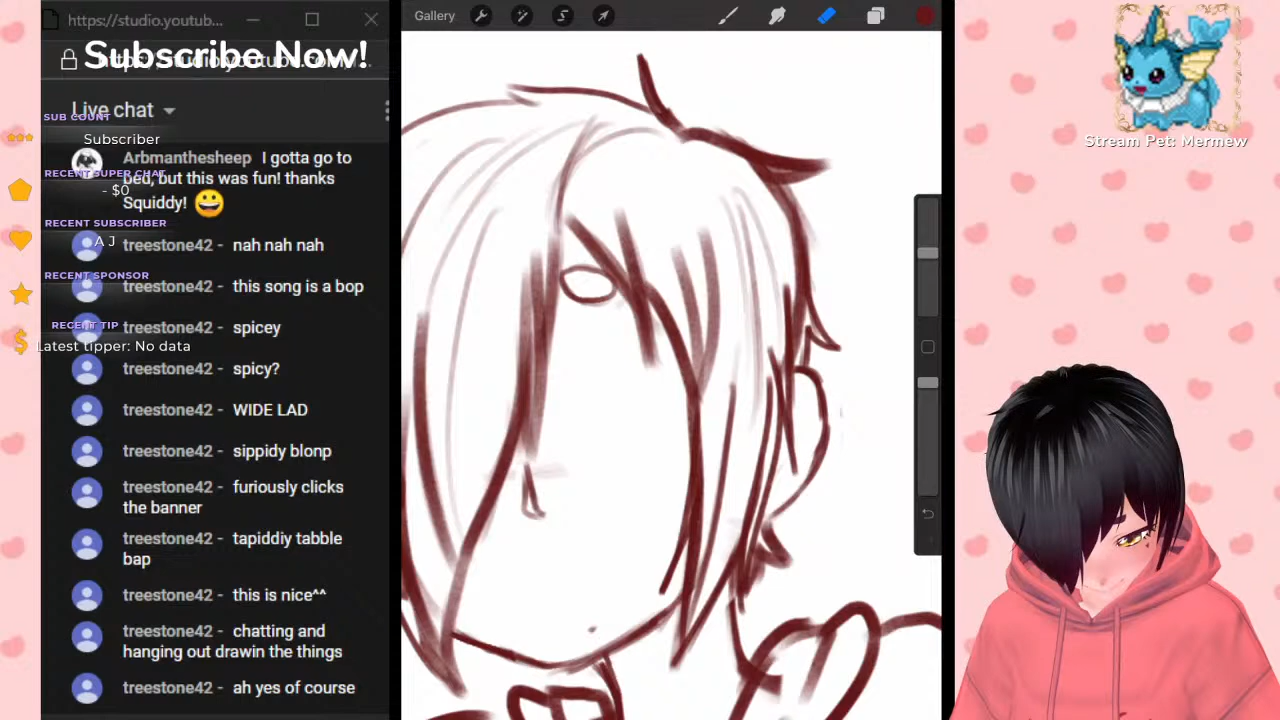 https://studio.youtub...
Subscribe Now!
Live chat
SUB COUNT
Subscriber
Arbmanthesheep I gotta go to
bed, but this was fun! thanks
Squiddy! 😀
RECENT SUPER CHAT
- $0
RECENT SUBSCRIBER
A J
treestone42 - nah nah nah
RECENT SPONSOR
treestone42 - this song is a bop
RECENT TIP
treestone42 - spicey
Latest tipper: No data
treestone42 - spicy?
treestone42 - WIDE LAD
treestone42 - sippidy blonp
treestone42 - furiously clicks
the banner
treestone42 - tapiddiy tabble
bap
treestone42 - this is nice^^
treestone42 - chatting and
hanging out drawin the things
treestone42 - ah yes of course
Gallery
Stream Pet: Mermew